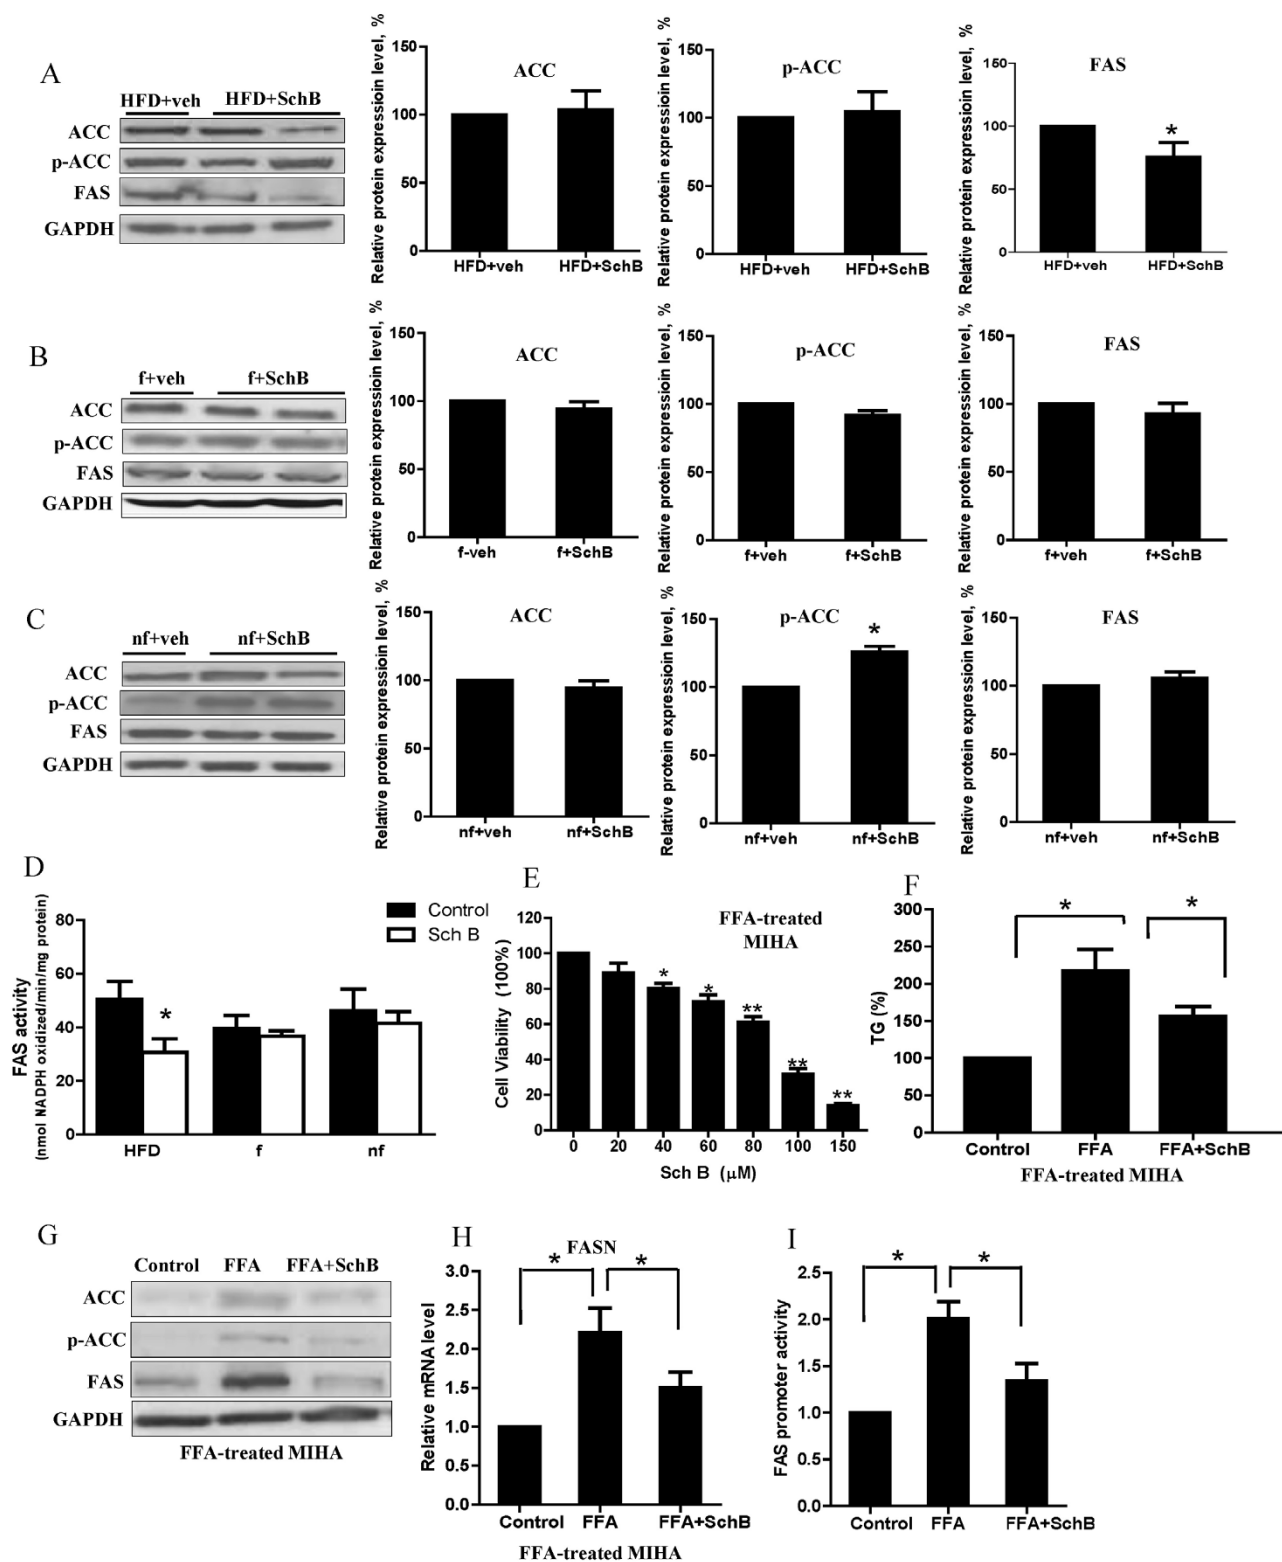 A
HFD+veh HFD+SchB
ACC
p-ACC
FAS
GAPDH
Relative protein expressioin level, %
150
100
50
0
ACC
HFD+veh HFD+SchB
Relative protein expressioin level, %
150
100
50
0
p-ACC
HFD+veh HFD+SchB
Relative protein expressioin level, %
150
100
50
0
FAS
*
HFD+veh HFD+SchB
B
f+veh f+SchB
ACC
p-ACC
FAS
GAPDH
Relative protein expressioin level, %
150
100
50
0
ACC
f-veh f+SchB
Relative protein expressioin level, %
150
100
50
0
p-ACC
f+veh f+SchB
Relative protein expressioin level, %
150
100
50
0
FAS
f+veh f+SchB
C
nf+veh nf+SchB
ACC
p-ACC
FAS
GAPDH
Relative protein expressioin level, %
150
100
50
0
ACC
nf+veh nf+SchB
Relative protein expressioin level, %
150
100
50
0
p-ACC
*
nf+veh nf+SchB
Relative protein expressioin level, %
150
100
50
0
FAS
nf+veh nf+SchB
D
FAS activity
(nmol NADPH oxidized/min/mg protein)
80
60
40
20
0
Control
Sch B
*
HFD f nf
E
Cell Viability (100%)
120
100
80
60
40
20
0
FFA-treated
MIHA
* * ** ** **
0 20 40 60 80 100 150
Sch B (μM)
F
TG (%)
300
250
200
150
100
50
0
* *
Control FFA FFA+SchB
FFA-treated MIHA
G
Control FFA FFA+SchB
ACC
p-ACC
FAS
GAPDH
FFA-treated MIHA
H
FASN
* *
Relative mRNA level
3.0
2.5
2.0
1.5
1.0
0.5
0.0
Control FFA FFA+SchB
FFA-treated MIHA
I
* *
FAS promoter activity
2.5
2.0
1.5
1.0
0.5
0.0
Control FFA FFA+SchB